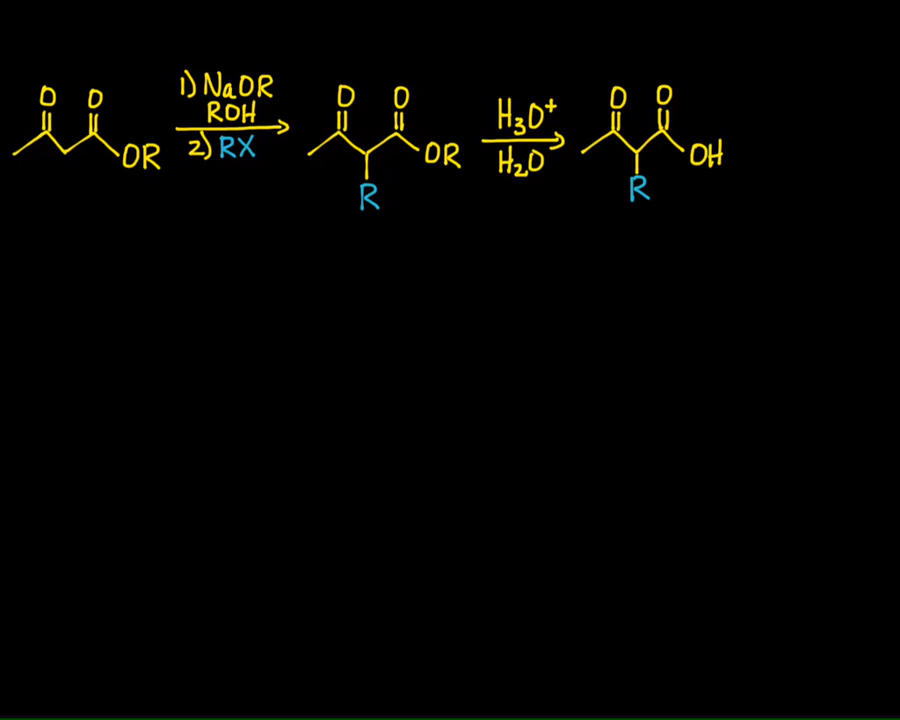 O O 1) NaOR
ROH
2) RX
OR
O O
OR
R
H3O+
H2O
O O
OH
R